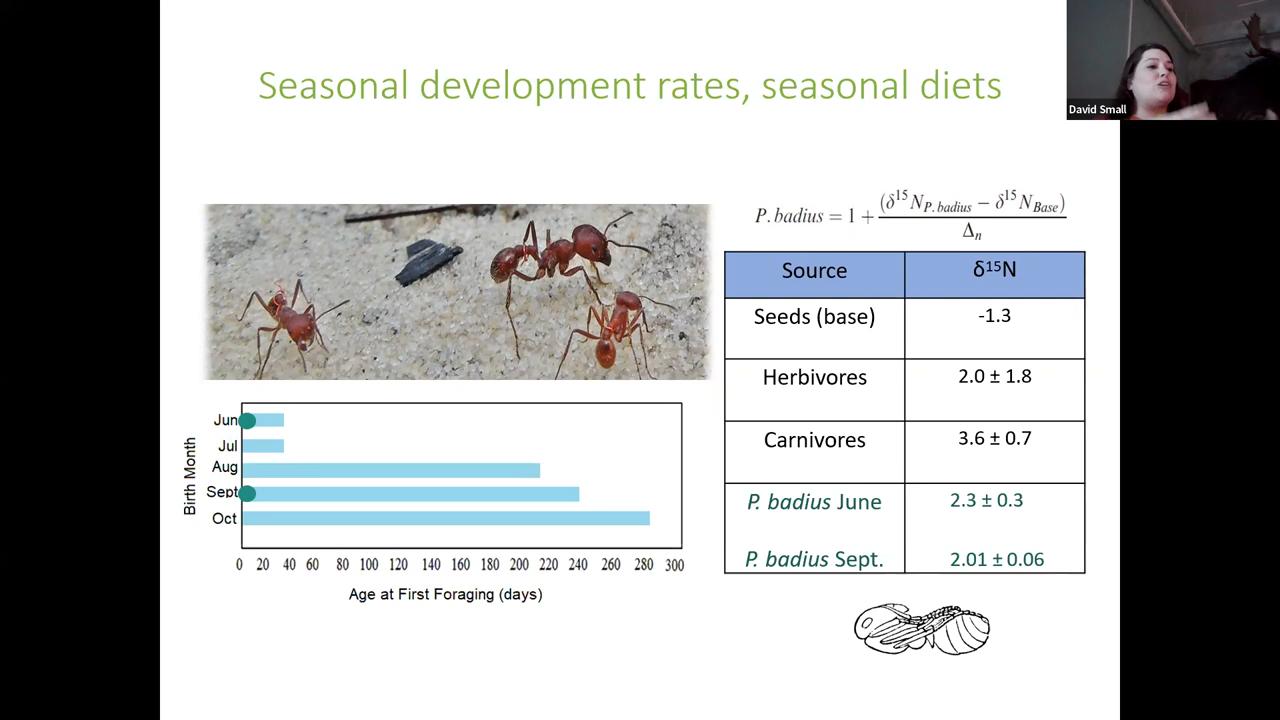 David Small
Seasonal development rates, seasonal diets
P.badius = 1 + (δ¹⁵N_P.badius − δ¹⁵N_Base) / Δₙ
Source δ¹⁵N
Seeds (base) -1.3
Herbivores 2.0 ± 1.8
Carnivores 3.6 ± 0.7
P. badius June 2.3 ± 0.3
P. badius Sept. 2.01 ± 0.06
Birth Month
Jun
Jul
Aug
Sept
Oct
0 20 40 60 80 100 120 140 160 180 200 220 240 260 280 300
Age at First Foraging (days)